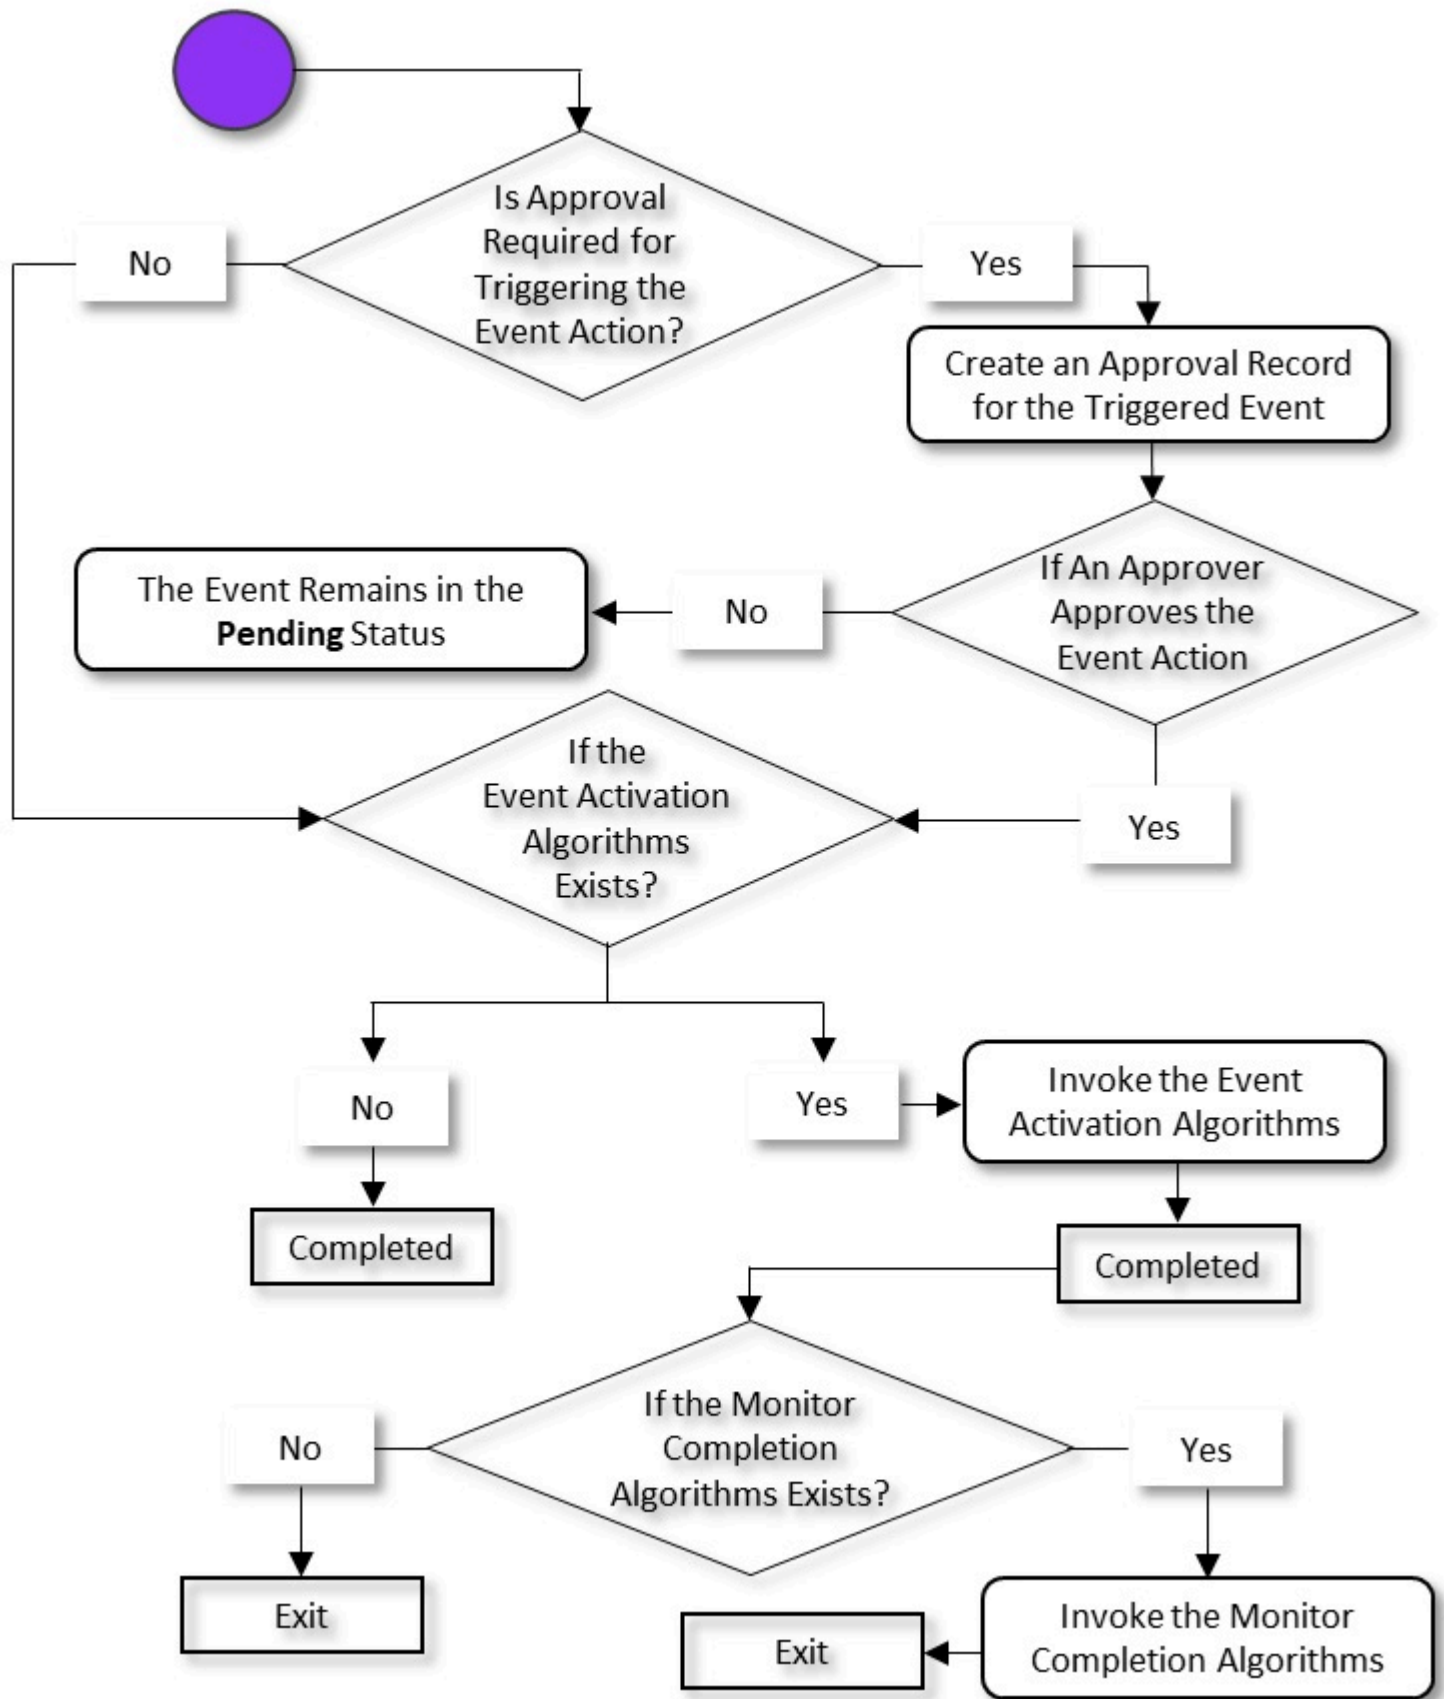 Is Approval
Required for
Triggering the
Event Action?
No
Yes
Create an Approval Record
for the Triggered Event
If An Approver
Approves the
Event Action
No
The Event Remains in the
Pending Status
Yes
If the
Event Activation
Algorithms
Exists?
No
Yes
Invoke the Event
Activation Algorithms
Completed
Completed
If the Monitor
Completion
Algorithms Exists?
No
Yes
Exit
Invoke the Monitor
Completion Algorithms
Exit